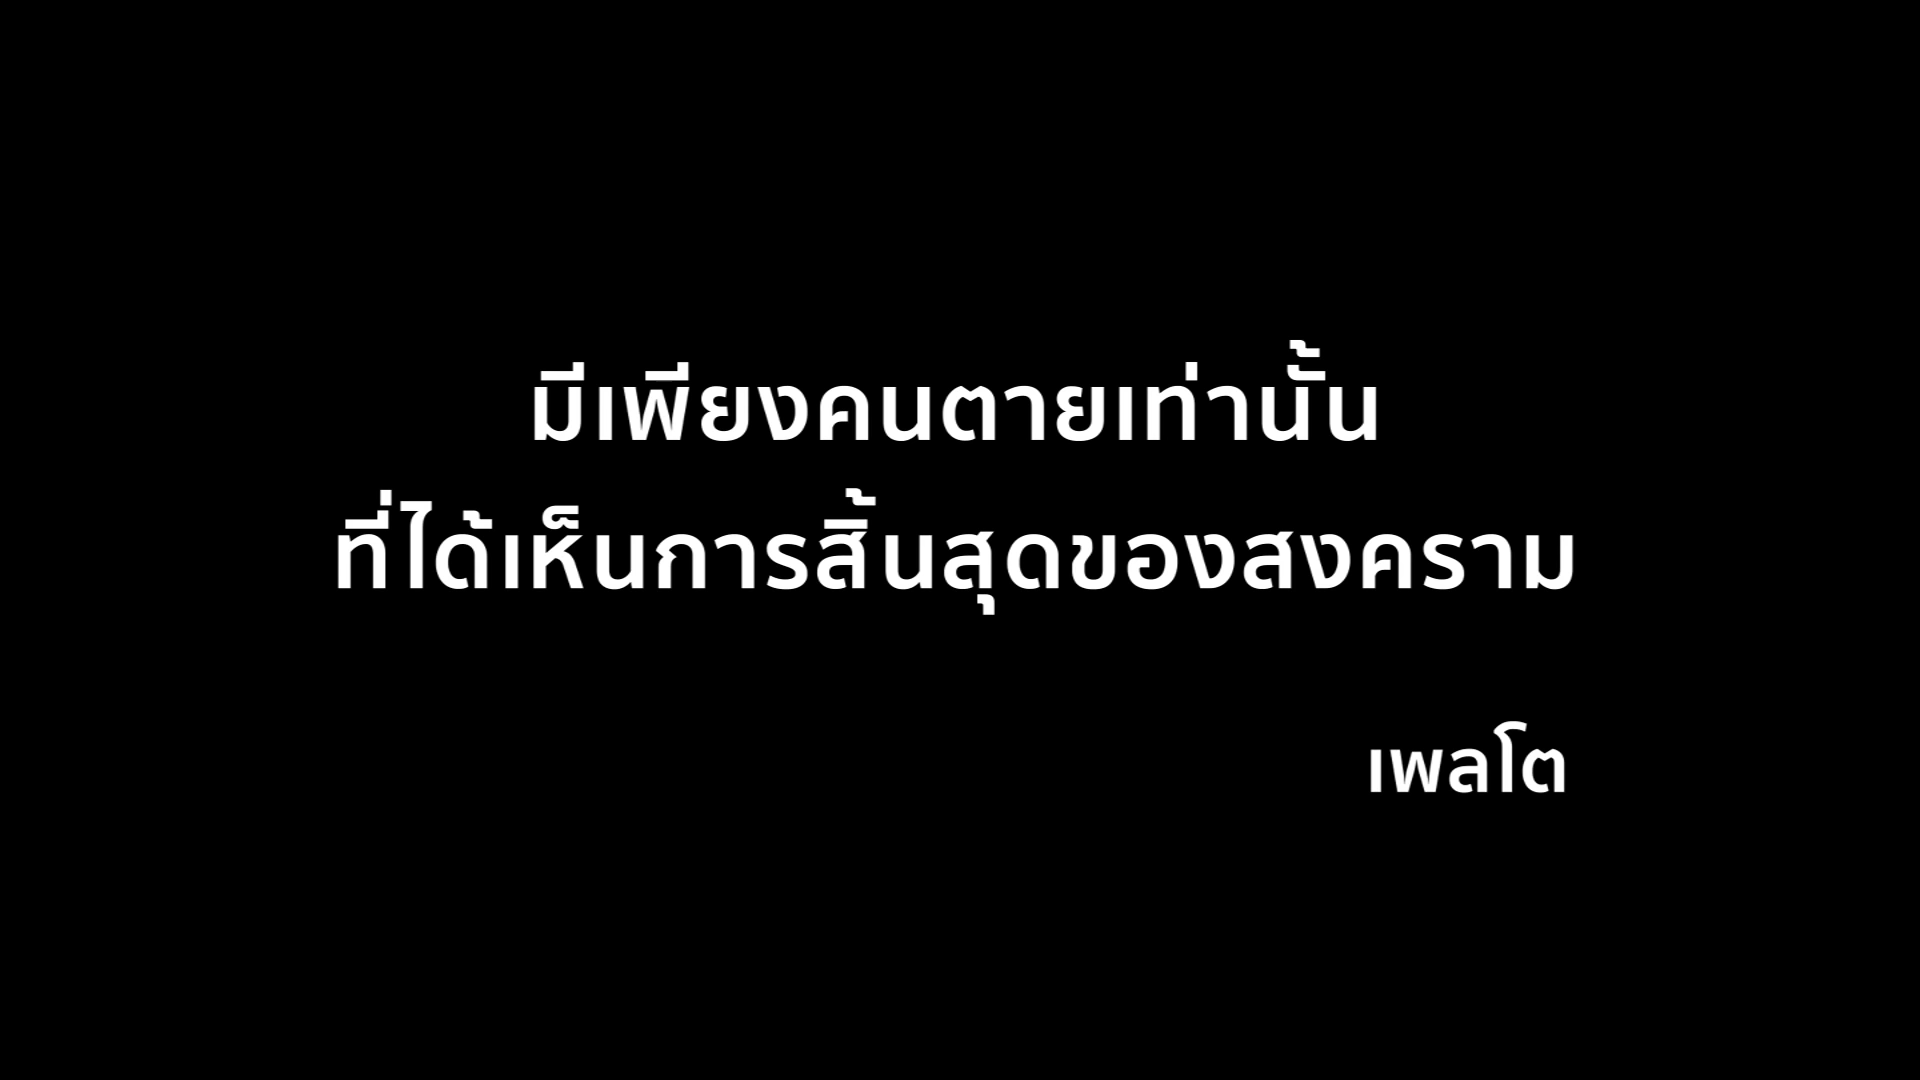 มีเพียงคนตายเท่านั้น
ที่ได้เห็นการสิ้นสุดของสงคราม
เพลโต